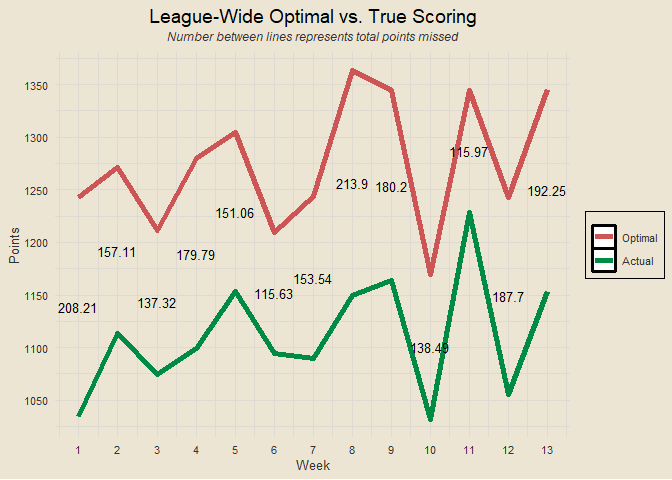 League-Wide Optimal vs. True Scoring
Number between lines represents total points missed
1350
1300
1250
1200
1150
1100
1050
Points
208.21
157.11
137.32
179.79
151.06
115.63
153.54
213.9
180.2
138.49
115.97
187.7
192.25
Optimal
Actual
1 2 3 4 5 6 7 8 9 10 11 12 13
Week